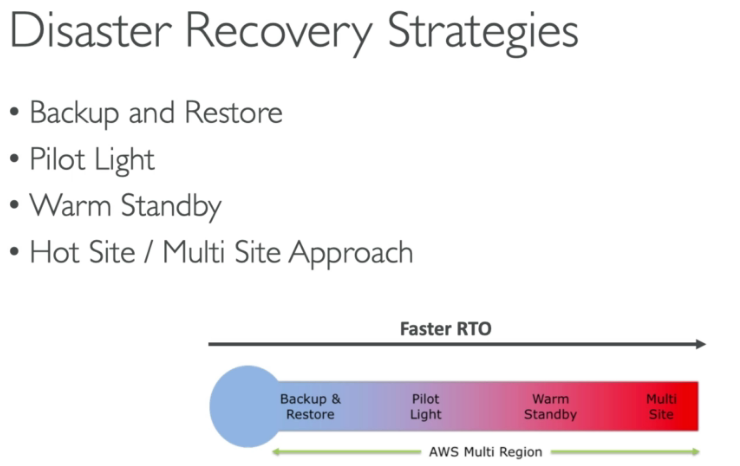 Disaster Recovery Strategies
• Backup and Restore
• Pilot Light
• Warm Standby
• Hot Site / Multi Site Approach
Faster RTO
Backup &
Restore
Pilot
Light
Warm
Standby
Multi
Site
AWS Multi Region